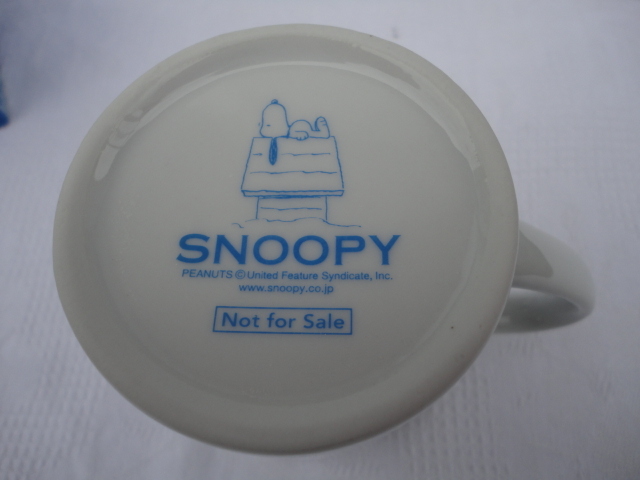 SNOOPY
PEANUTS © United Feature Syndicate, Inc.
www.snoopy.co.jp
Not for Sale